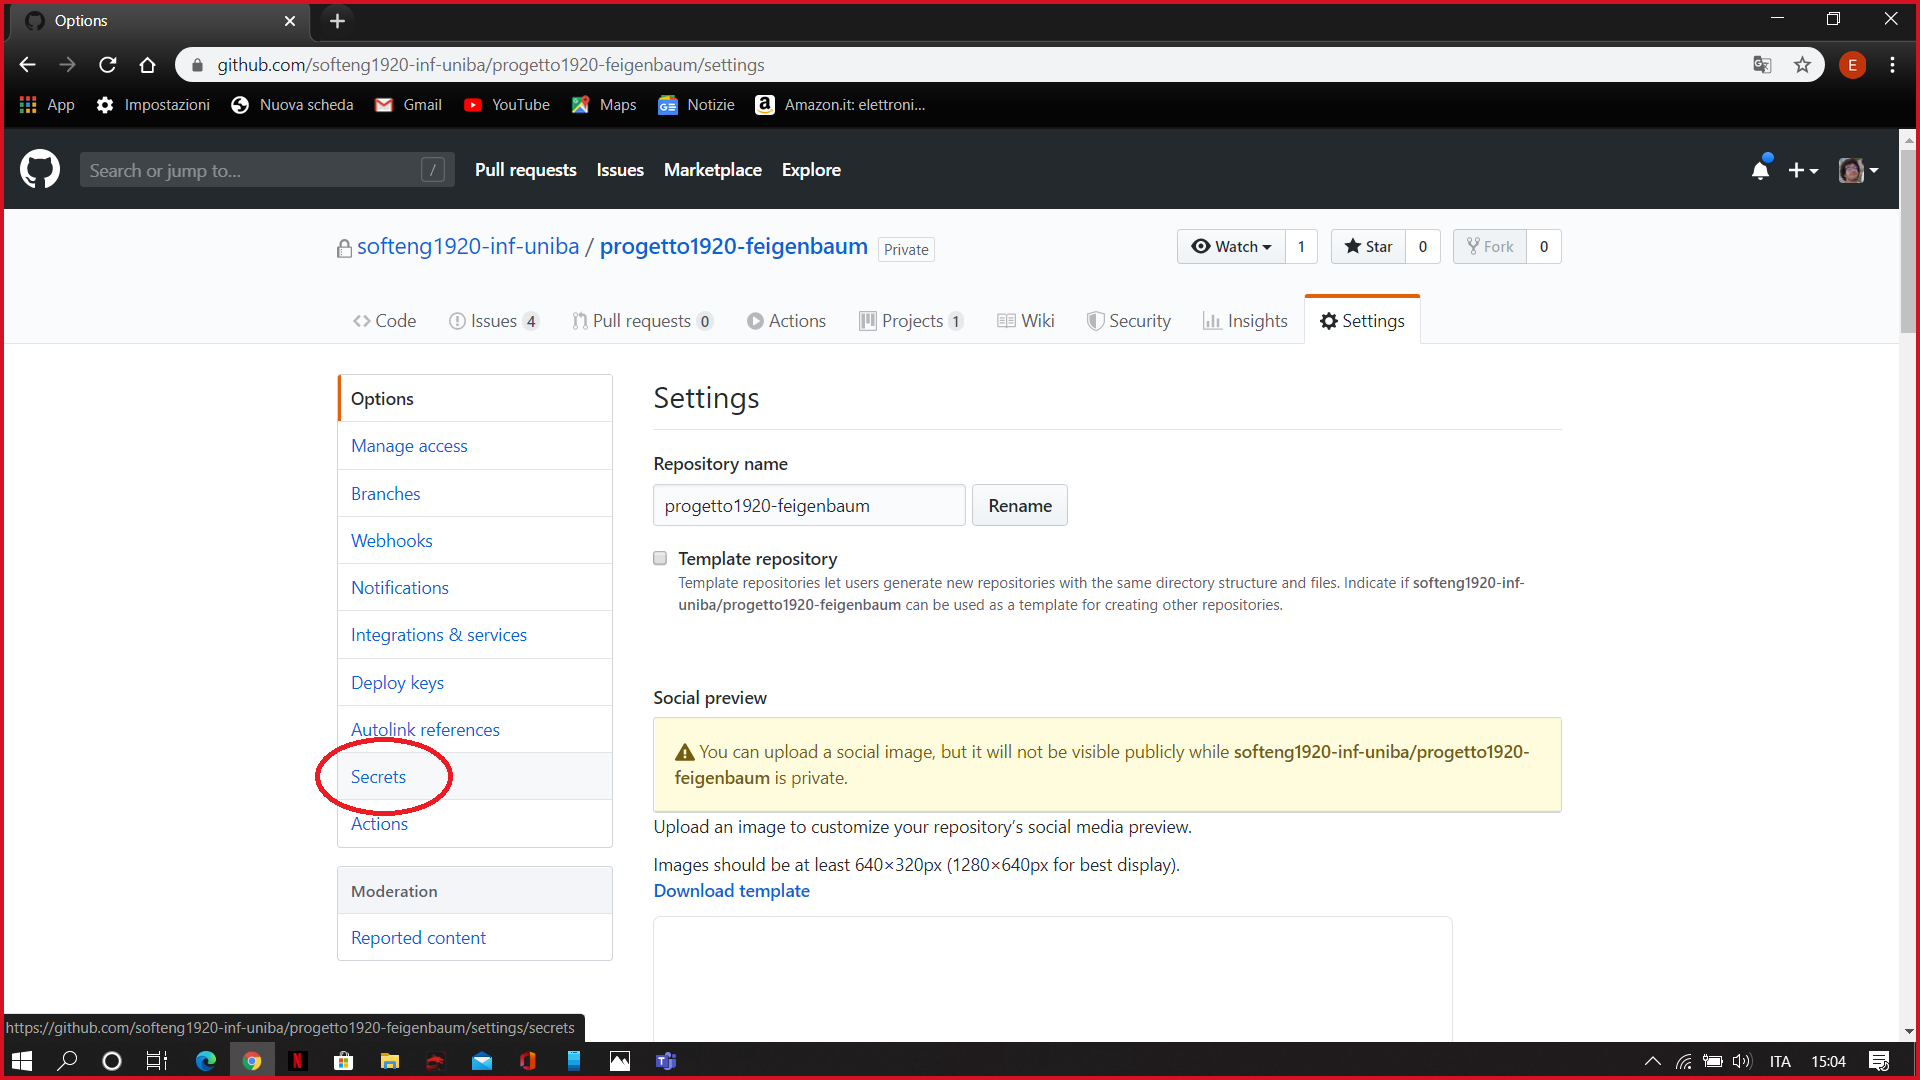 Options
github.com/softeng1920-inf-uniba/progetto1920-feigenbaum/settings
E
App Impostazioni Nuova scheda Gmail YouTube Maps Notizie Amazon.it: elettroni...
Search or jump to... / Pull requests Issues Marketplace Explore
softeng1920-inf-uniba / progetto1920-feigenbaum Private
Watch 1 Star 0 Fork 0
Code Issues 4 Pull requests 0 Actions Projects 1 Wiki Security Insights Settings
Options
Manage access
Branches
Webhooks
Notifications
Integrations & services
Deploy keys
Autolink references
Secrets
Actions
Moderation
Reported content
Settings
Repository name
progetto1920-feigenbaum Rename
Template repository
Template repositories let users generate new repositories with the same directory structure and files. Indicate if softeng1920-inf-
uniba/progetto1920-feigenbaum can be used as a template for creating other repositories.
Social preview
You can upload a social image, but it will not be visible publicly while softeng1920-inf-uniba/progetto1920-
feigenbaum is private.
Upload an image to customize your repository's social media preview.
Images should be at least 640×320px (1280×640px for best display).
Download template
https://github.com/softeng1920-inf-uniba/progetto1920-feigenbaum/settings/secrets
ITA 15:04